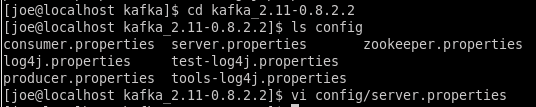 [joe@localhost kafka]$ cd kafka_2.11-0.8.2.2
[joe@localhost kafka_2.11-0.8.2.2]$ ls config
consumer.properties  server.properties      zookeeper.properties
log4j.properties     test-log4j.properties
producer.properties  tools-log4j.properties
[joe@localhost kafka_2.11-0.8.2.2]$ vi config/server.properties